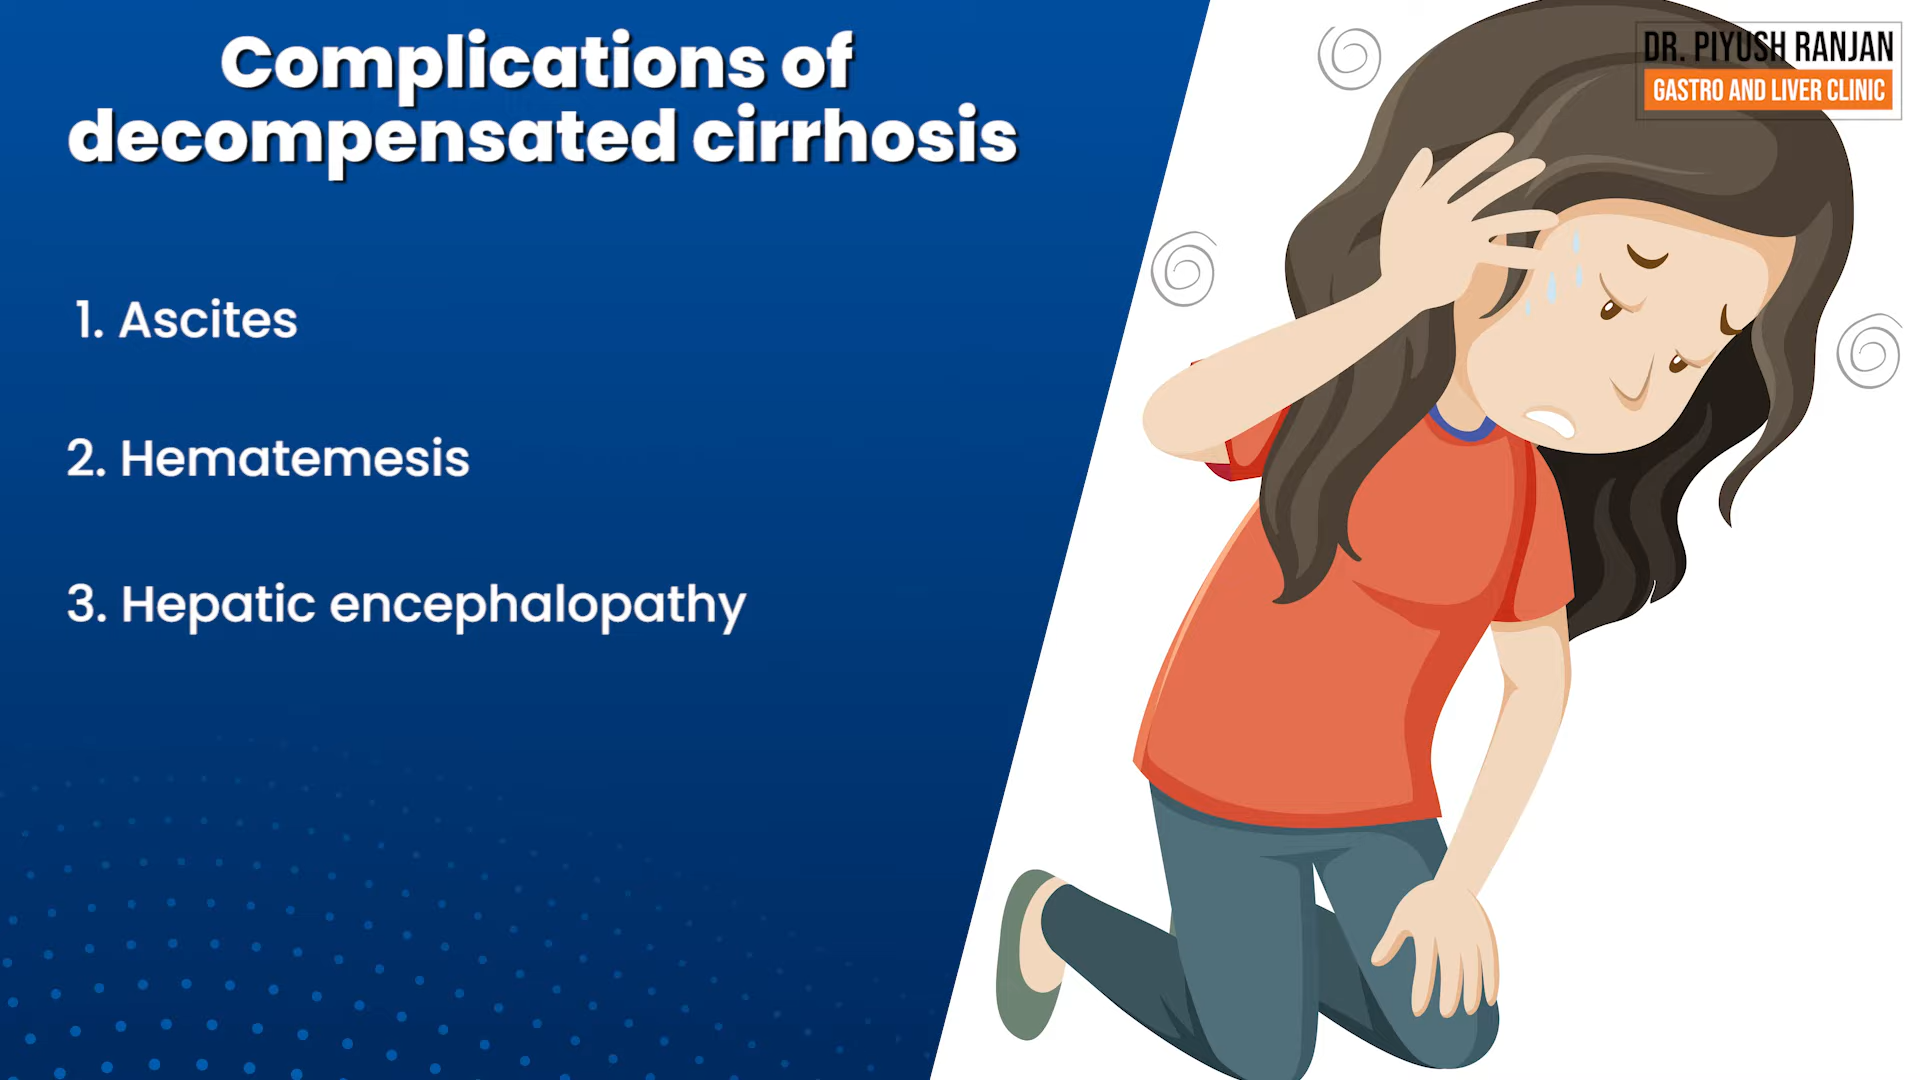 Complications of
decompensated cirrhosis
1. Ascites
2. Hematemesis
3. Hepatic encephalopathy
DR. PIYUSH RANJAN
GASTRO AND LIVER CLINIC